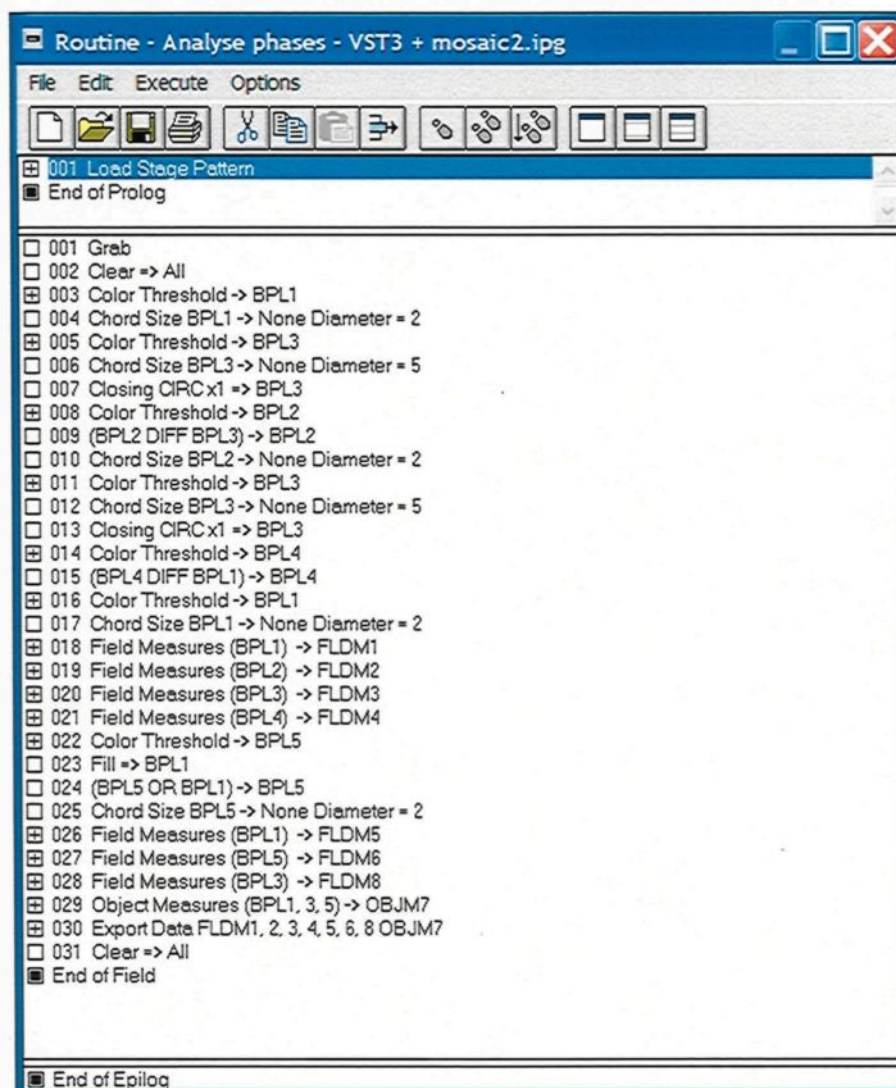 Routine - Analyse phases - VST3 + mosaic2.ipg
File Edit Execute Options
001 Load Stage Pattern
End of Prolog
001 Grab
002 Clear => All
003 Color Threshold -> BPL1
004 Chord Size BPL1 -> None Diameter = 2
005 Color Threshold -> BPL3
006 Chord Size BPL3 -> None Diameter = 5
007 Closing CIRC x1 => BPL3
008 Color Threshold -> BPL2
009 (BPL2 DIFF BPL3) -> BPL2
010 Chord Size BPL2 -> None Diameter = 2
011 Color Threshold -> BPL3
012 Chord Size BPL3 -> None Diameter = 5
013 Closing CIRC x1 => BPL3
014 Color Threshold -> BPL4
015 (BPL4 DIFF BPL1) -> BPL4
016 Color Threshold -> BPL1
017 Chord Size BPL1 -> None Diameter = 2
018 Field Measures (BPL1) -> FLDM1
019 Field Measures (BPL2) -> FLDM2
020 Field Measures (BPL3) -> FLDM3
021 Field Measures (BPL4) -> FLDM4
022 Color Threshold -> BPL5
023 Fill => BPL1
024 (BPL5 OR BPL1) -> BPL5
025 Chord Size BPL5 -> None Diameter = 2
026 Field Measures (BPL1) -> FLDM5
027 Field Measures (BPL5) -> FLDM6
028 Field Measures (BPL3) -> FLDM8
029 Object Measures (BPL1, 3, 5) -> OBJM7
030 Export Data FLDM1, 2, 3, 4, 5, 6, 8 OBJM7
031 Clear => All
End of Field
End of Epilog